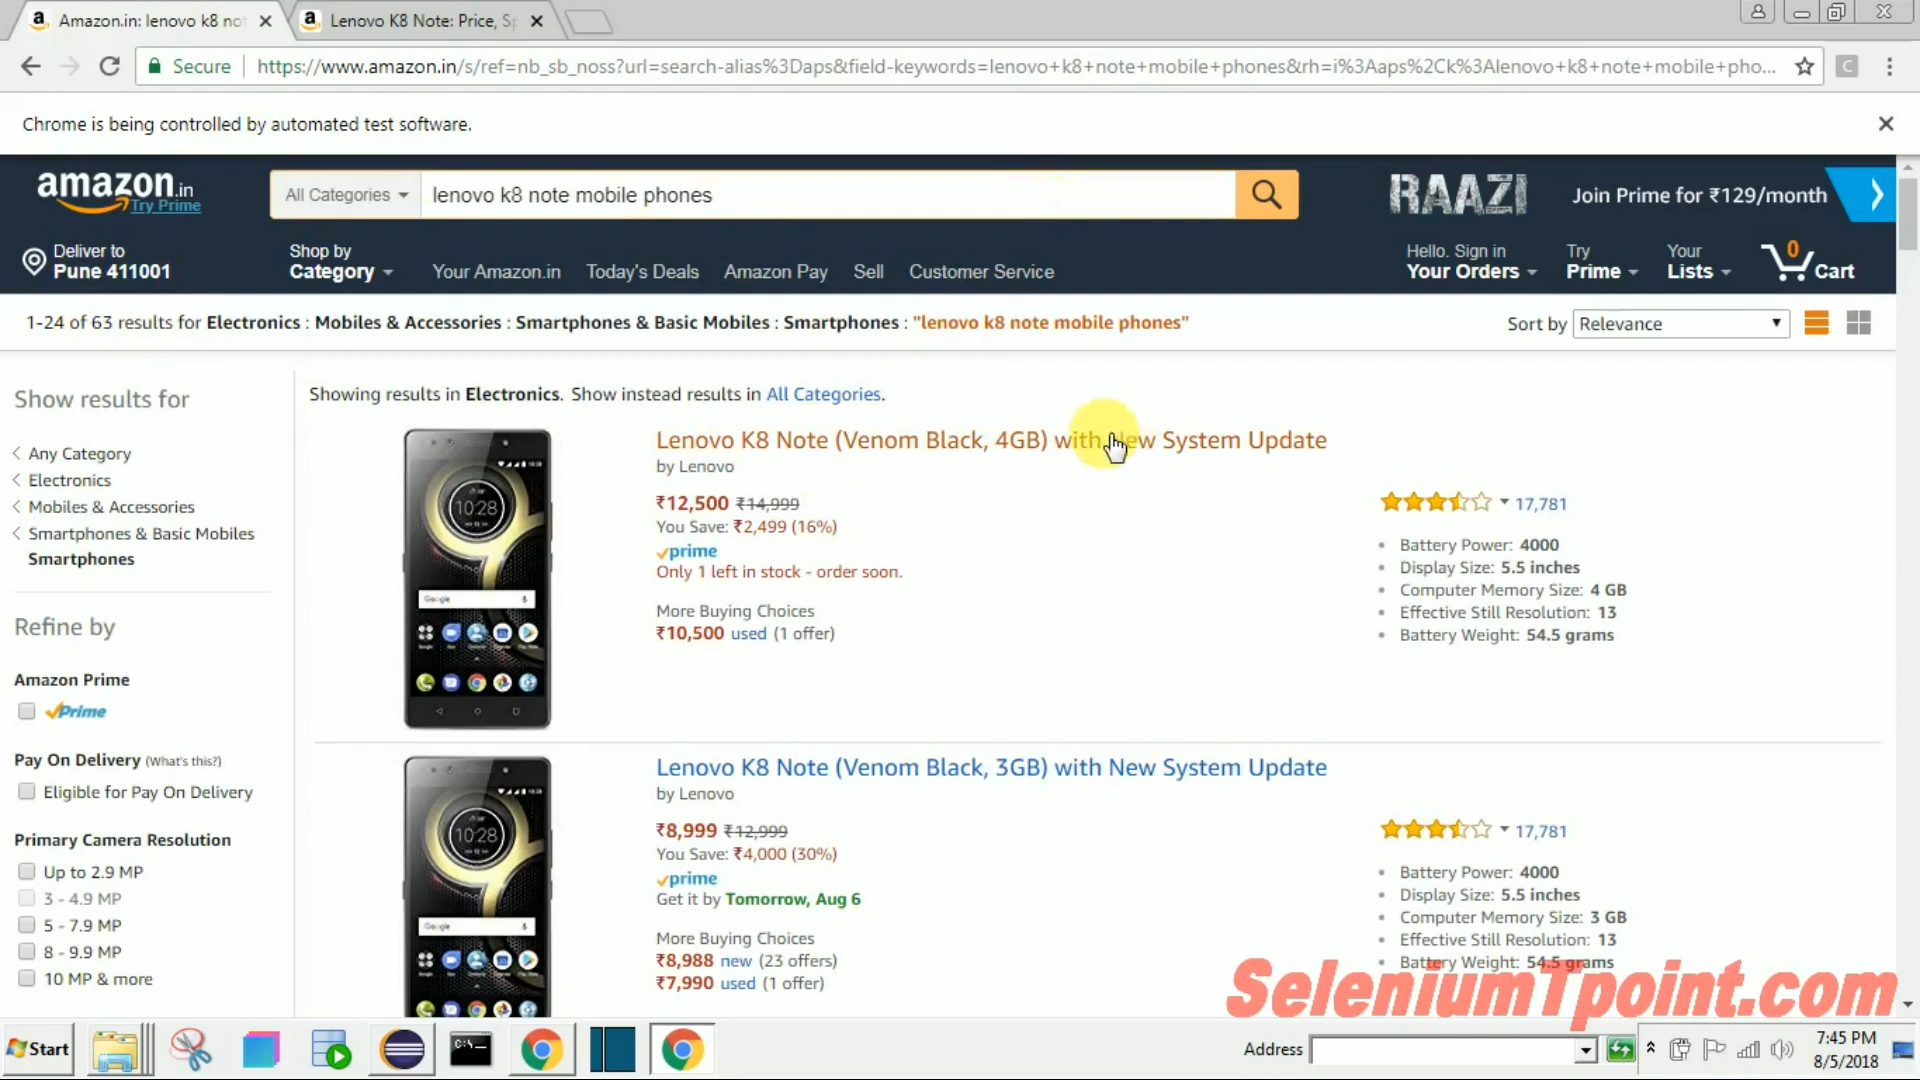 Amazon.in: lenovo k8 not
Lenovo K8 Note: Price, Sp
Secure
https://www.amazon.in/s/ref=nb_sb_noss?url=search-alias%3Daps&field-keywords=lenovo+k8+note+mobile+phones&rh=i%3Aaps%2Ck%3Alenovo+k8+note+mobile+pho...
Chrome is being controlled by automated test software.
amazon.in
Try Prime
All Categories
lenovo k8 note mobile phones
RAAZI
Join Prime for ₹129/month
Deliver to
Pune 411001
Shop by
Category
Your Amazon.in
Today's Deals
Amazon Pay
Sell
Customer Service
Hello. Sign in
Your Orders
Try
Prime
Your
Lists
0
Cart
1-24 of 63 results for Electronics : Mobiles & Accessories : Smartphones & Basic Mobiles : Smartphones : "lenovo k8 note mobile phones"
Sort by
Relevance
Show results for
Any Category
Electronics
Mobiles & Accessories
Smartphones & Basic Mobiles
Smartphones
Refine by
Amazon Prime
Prime
Pay On Delivery (What's this?)
Eligible for Pay On Delivery
Primary Camera Resolution
Up to 2.9 MP
3 - 4.9 MP
5 - 7.9 MP
8 - 9.9 MP
10 MP & more
Showing results in Electronics. Show instead results in All Categories.
10:28
Google
Lenovo K8 Note (Venom Black, 4GB) with New System Update
by Lenovo
₹12,500 ₹14,999
You Save: ₹2,499 (16%)
prime
Only 1 left in stock - order soon.
More Buying Choices
₹10,500 used (1 offer)
17,781
Battery Power: 4000
Display Size: 5.5 inches
Computer Memory Size: 4 GB
Effective Still Resolution: 13
Battery Weight: 54.5 grams
10:28
Google
Lenovo K8 Note (Venom Black, 3GB) with New System Update
by Lenovo
₹8,999 ₹12,999
You Save: ₹4,000 (30%)
prime
Get it by Tomorrow, Aug 6
More Buying Choices
₹8,988 new (23 offers)
₹7,990 used (1 offer)
17,781
Battery Power: 4000
Display Size: 5.5 inches
Computer Memory Size: 3 GB
Effective Still Resolution: 13
Battery Weight: 54.5 grams
SeleniumTpoint.com
Start
C:\_
Address
7:45 PM
8/5/2018